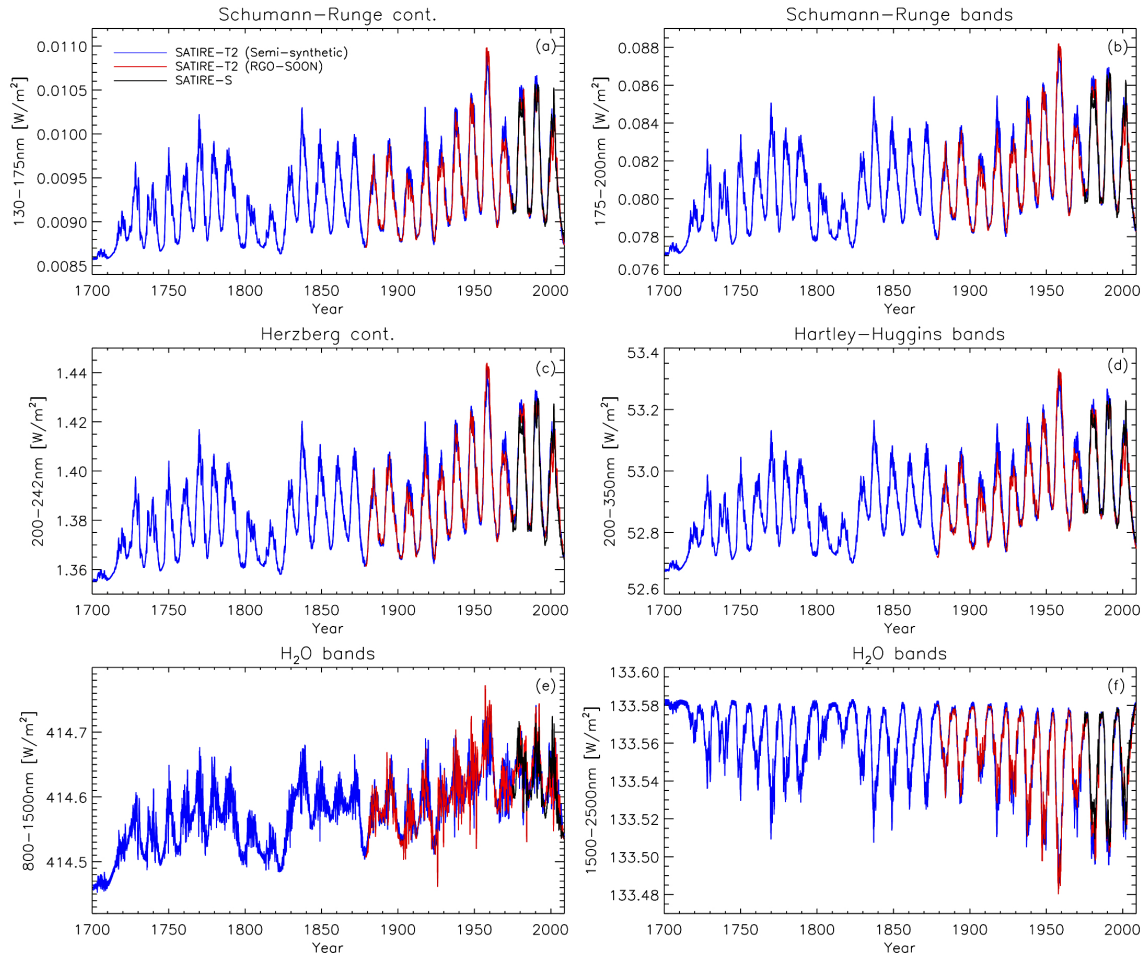 Schumann-Runge cont.
(a)
SATIRE-T2 (Semi-synthetic)
SATIRE-T2 (RGO-SOON)
SATIRE-S
130-175nm [W/m²]
0.0110
0.0105
0.0100
0.0095
0.0090
0.0085
1700 1750 1800 1850 1900 1950 2000
Year
Schumann-Runge bands
(b)
175-200nm [W/m²]
0.088
0.086
0.084
0.082
0.080
0.078
0.076
1700 1750 1800 1850 1900 1950 2000
Year
Herzberg cont.
(c)
200-242nm [W/m²]
1.44
1.42
1.40
1.38
1.36
1700 1750 1800 1850 1900 1950 2000
Year
Hartley-Huggins bands
(d)
200-350nm [W/m²]
53.4
53.2
53.0
52.8
52.6
1700 1750 1800 1850 1900 1950 2000
Year
H₂O bands
(e)
800-1500nm [W/m²]
414.7
414.6
414.5
1700 1750 1800 1850 1900 1950 2000
Year
H₂O bands
(f)
1500-2500nm [W/m²]
133.60
133.58
133.56
133.54
133.52
133.50
133.48
1700 1750 1800 1850 1900 1950 2000
Year